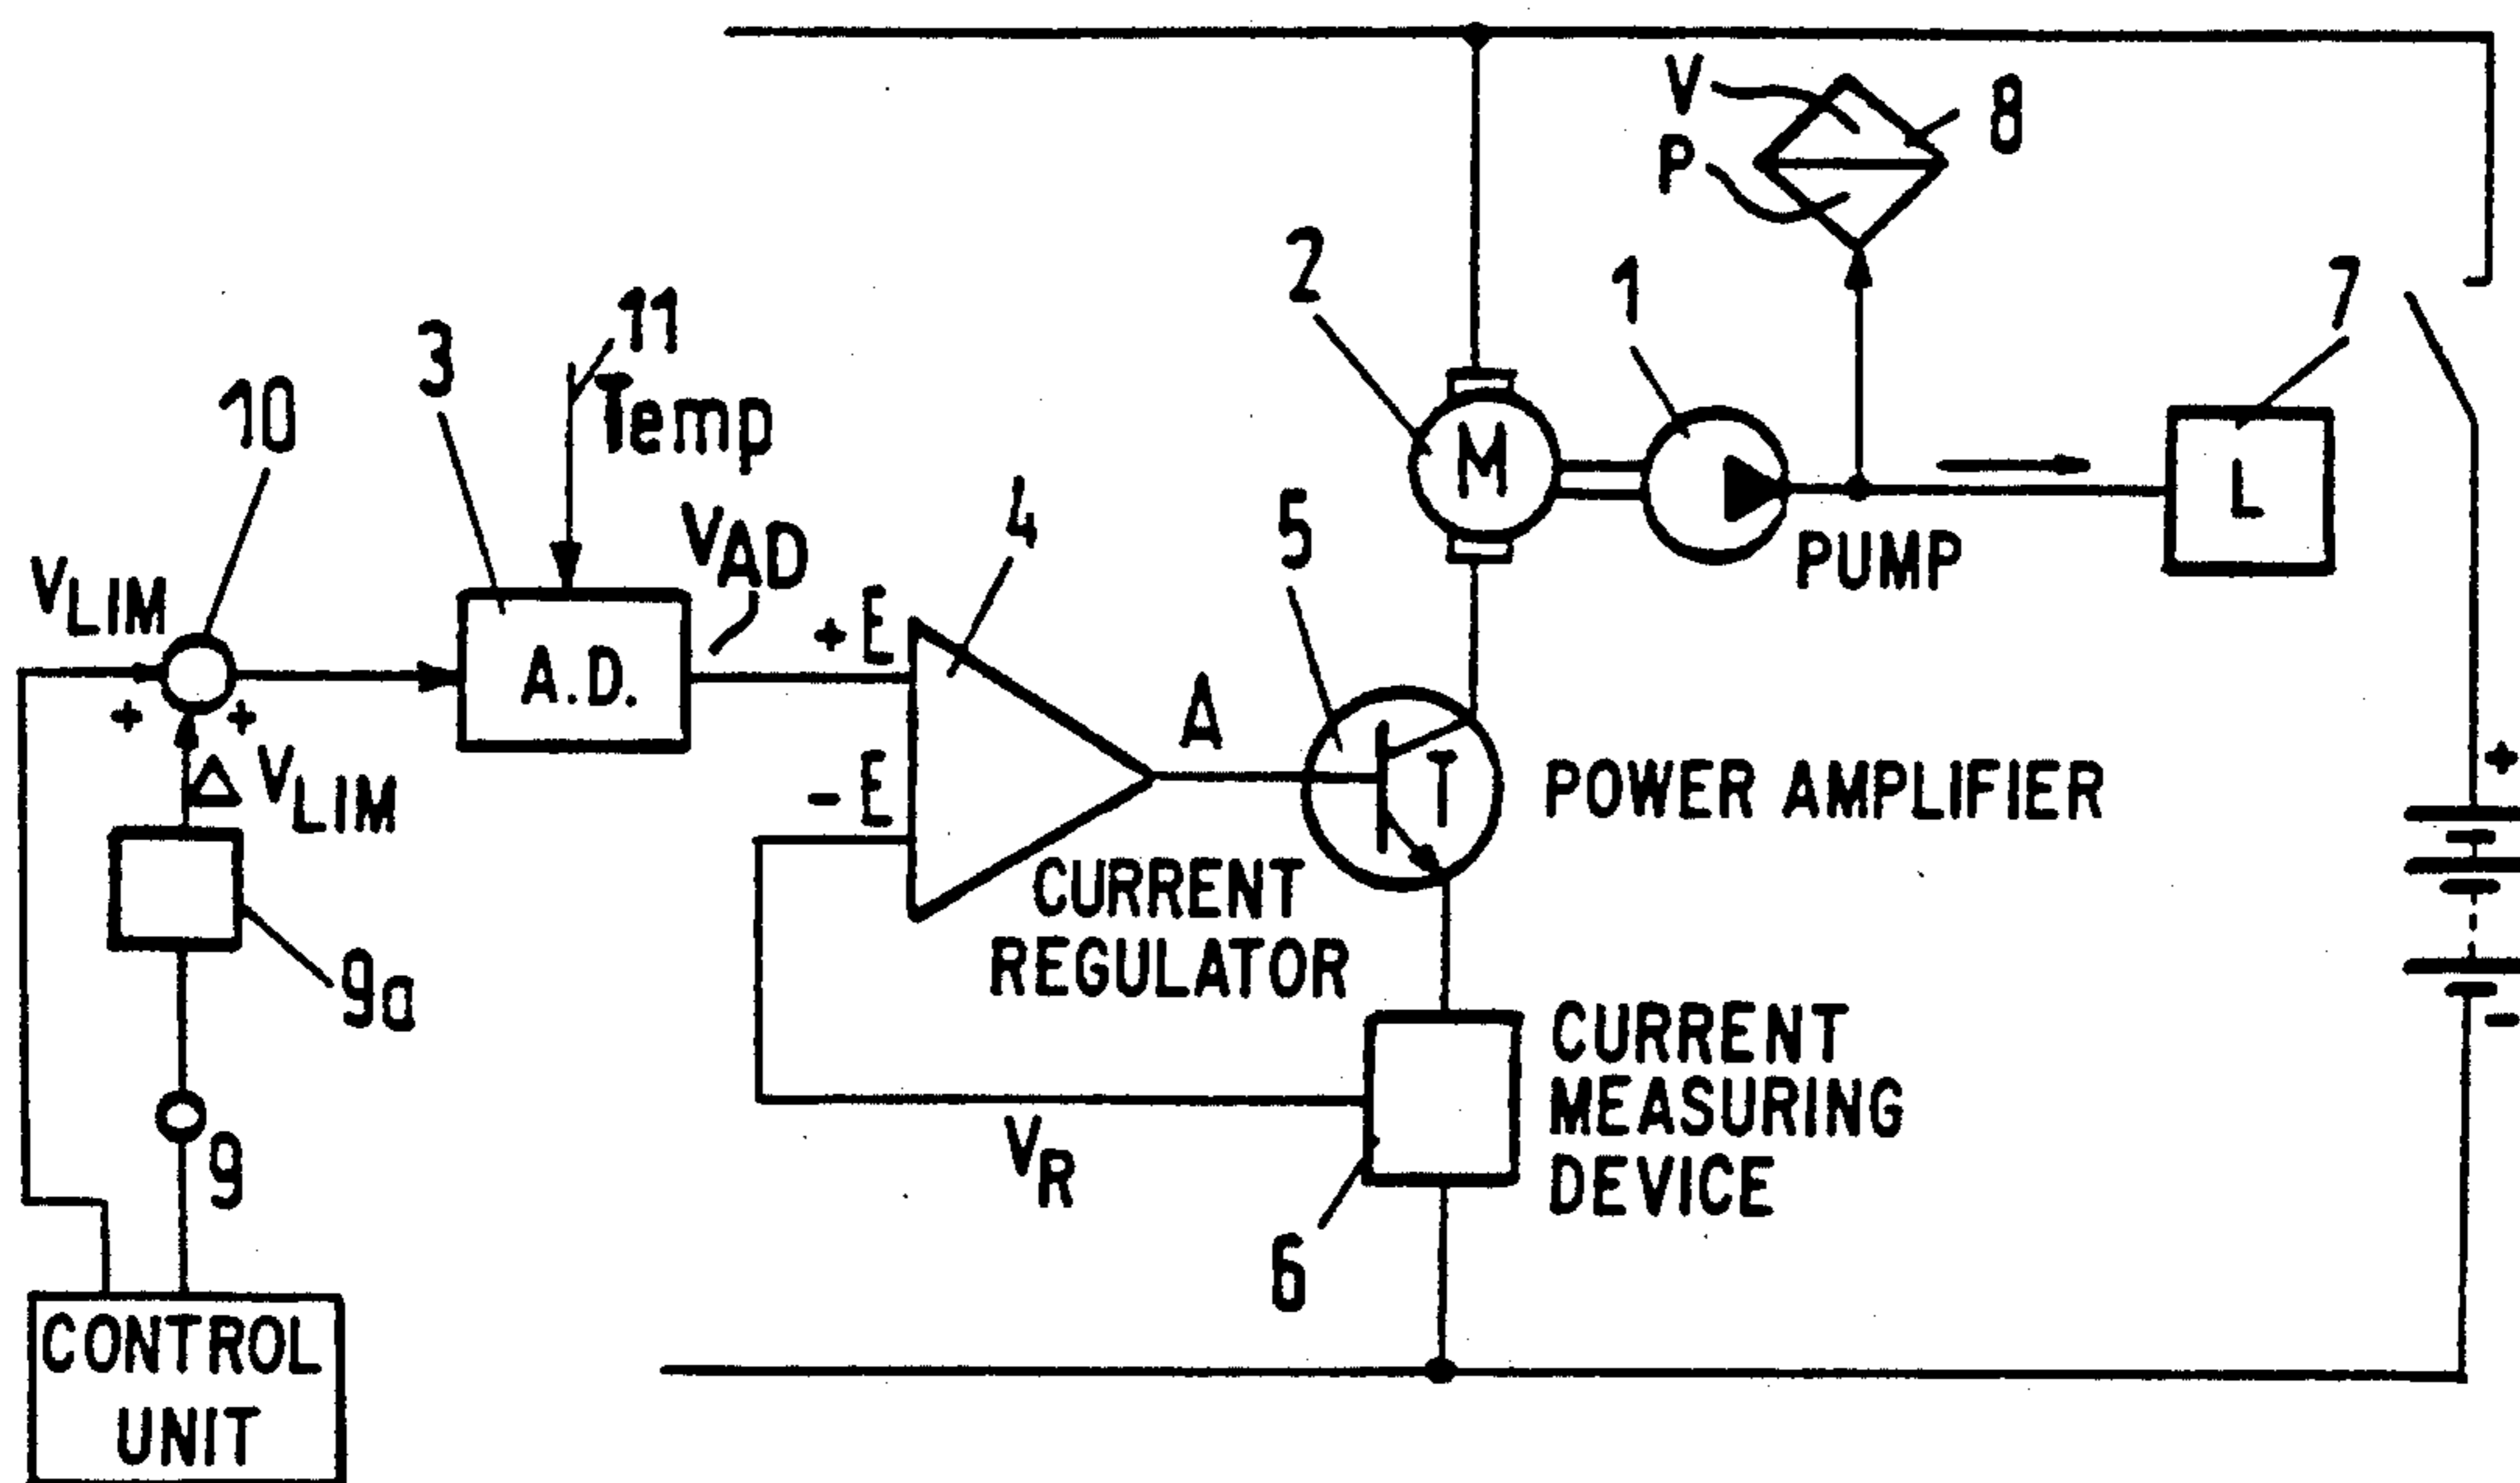 V
P
8
2
1
7
11
3
Temp
10
4
5
M
L
VAD
PUMP
VLIM
+E
A.D.
A
+ +
Δ VLIM
-E
T
POWER AMPLIFIER
+
CURRENT
REGULATOR
9a
CURRENT
MEASURING
DEVICE
-
9
VR
6
CONTROL
UNIT